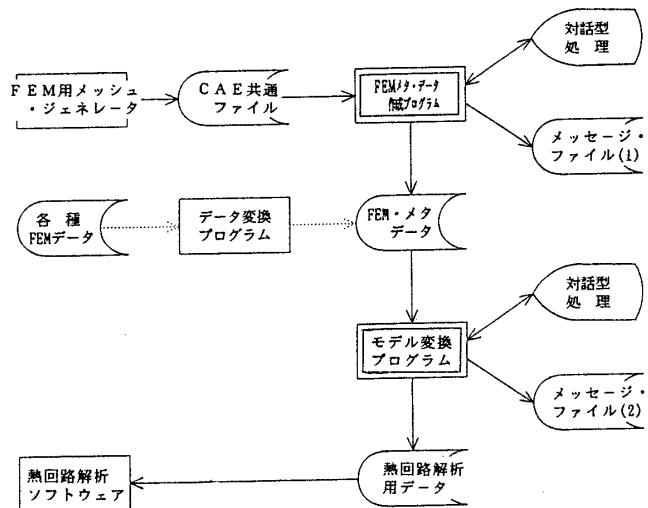 対話型
処 理
FEM用メッシュ
・ジェネレータ
CAE共通
ファイル
FEMメタ・データ
作成プログラム
メッセージ・
ファイル(1)
各 種
FEMデータ
データ変換
プログラム
FEM・メタ
データ
対話型
処 理
モデル変換
プログラム
メッセージ・
ファイル(2)
熱回路解析
ソフトウェア
熱回路解析
用データ